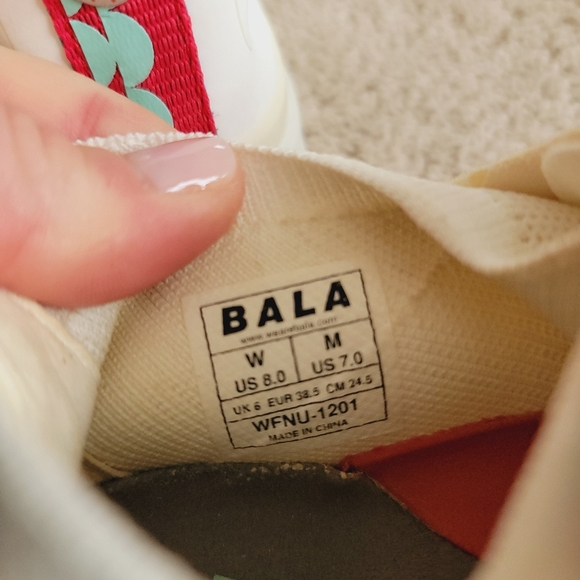 BALA
www.wearebala.com
W M
US 8.0 US 7.0
UK 6 EUR 38.5 CM 24.5
WFNU-1201
MADE IN CHINA